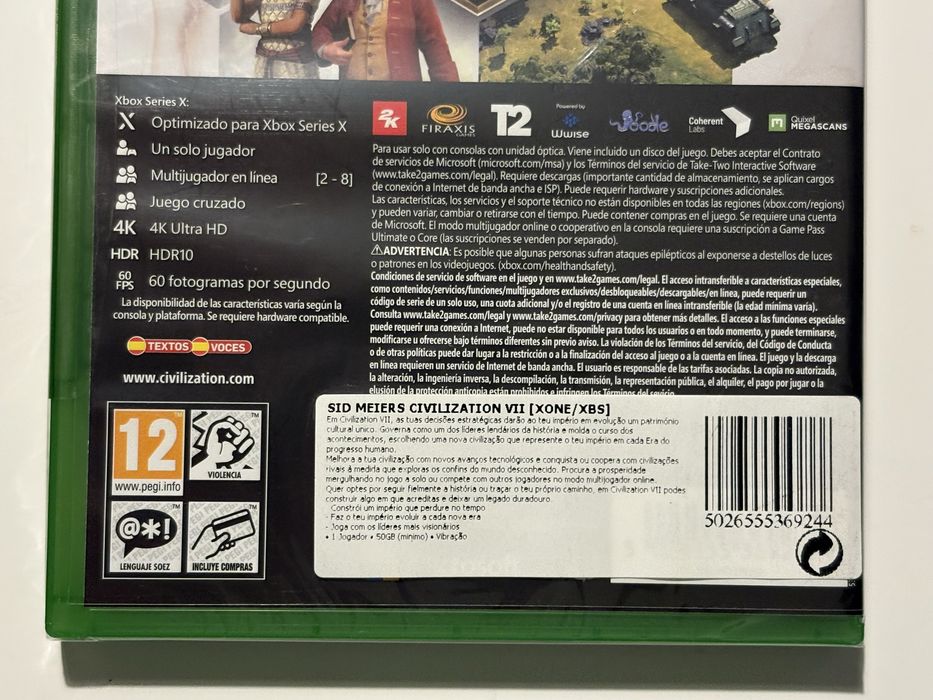 Xbox Series X:
X Optimizado para Xbox Series X
Un solo jugador
Multijugador en línea [2 - 8]
Juego cruzado
4K 4K Ultra HD
HDR HDR10
60 FPS 60 fotogramas por segundo
La disponibilidad de las características varía según la
consola y plataforma. Se requiere hardware compatible.
TEXTOS VOCES
www.civilization.com
2K
FIRAXIS
GAMES
T2
Powered by
Wwise
Oodle
Coherent
Labs
Quixel
MEGASCANS
Para usar solo con consolas con unidad óptica. Viene incluido un disco del juego. Debes aceptar el Contrato
de servicios de Microsoft (microsoft.com/msa) y los Términos del servicio de Take-Two Interactive Software
(www.take2games.com/legal). Requiere descargas (importante cantidad de almacenamiento, se aplican cargos
de conexión a Internet de banda ancha e ISP). Puede requerir hardware y suscripciones adicionales.
Las características, los servicios y el soporte técnico no están disponibles en todas las regiones (xbox.com/regions)
y pueden variar, cambiar o retirarse con el tiempo. Puede contener compras en el juego. Se requiere una cuenta
de Microsoft. El modo multijugador online o cooperativo en la consola requiere una suscripción a Game Pass
Ultimate o Core (las suscripciones se venden por separado).
ADVERTENCIA: Es posible que algunas personas sufran ataques epilépticos al exponerse a destellos de luces
o patrones en los videojuegos. (xbox.com/healthandsafety).
Condiciones de servicio de software en el juego y en www.take2games.com/legal. El acceso intransferible a características especiales,
como contenidos/servicios/funciones/multijugadores exclusivos/desbloqueables/descargables/en línea, puede requerir un
código de serie de un solo uso, una cuota adicional y/o el registro de una cuenta en línea intransferible (la edad mínima varía).
Consulta www.take2games.com/legal y www.take2games.com/privacy para obtener más detalles. El acceso a las funciones especiales
puede requerir una conexión a Internet, puede no estar disponible para todos los usuarios o en todo momento, y puede terminarse,
modificarse u ofrecerse bajo términos diferentes sin previo aviso. La violación de los Términos del servicio, del Código de Conducta
o de otras políticas puede dar lugar a la restricción o a la finalización del acceso al juego o a la cuenta en línea. El juego y la descarga
en línea requieren un servicio de Internet de banda ancha. El usuario es responsable de las tarifas asociadas. La copia no autorizada,
la alteración, la ingeniería inversa, la descompilación, la transmisión, la representación pública, el alquiler, el pago por jugar o la
elusión de la protección anticopia están prohibidos e infringen los Términos del servicio
12
www.pegi.info
VIOLENCIA
@*!
LENGUAJE SOEZ
INCLUYE COMPRAS
SID MEIERS CIVILIZATION VII [XONE/XBS]
Em Civilization VII, as tuas decisões estratégicas darão ao teu império em evolução um património
cultural único. Governa como um dos líderes lendários da história e molda o curso dos
acontecimentos, escolhendo uma nova civilização que represente o teu império em cada Era do
progresso humano.
Melhora a tua civilização com novos avanços tecnológicos e conquista ou coopera com civilizações
rivais à medida que exploras os confins do mundo desconhecido. Procura a prosperidade
mergulhando no jogo a solo ou compete com outros jogadores no modo multijogador online.
Quer optes por seguir fielmente a história ou traçar o teu próprio caminho, em Civilization VII podes
construir algo em que acreditas e deixar um legado duradouro.
Constrói um império que perdure no tempo
- Faz o teu império evoluir a cada nova era
- Joga com os líderes mais visionários
• 1 Jogador • 50GB (mínimo) • Vibração
5026555369244